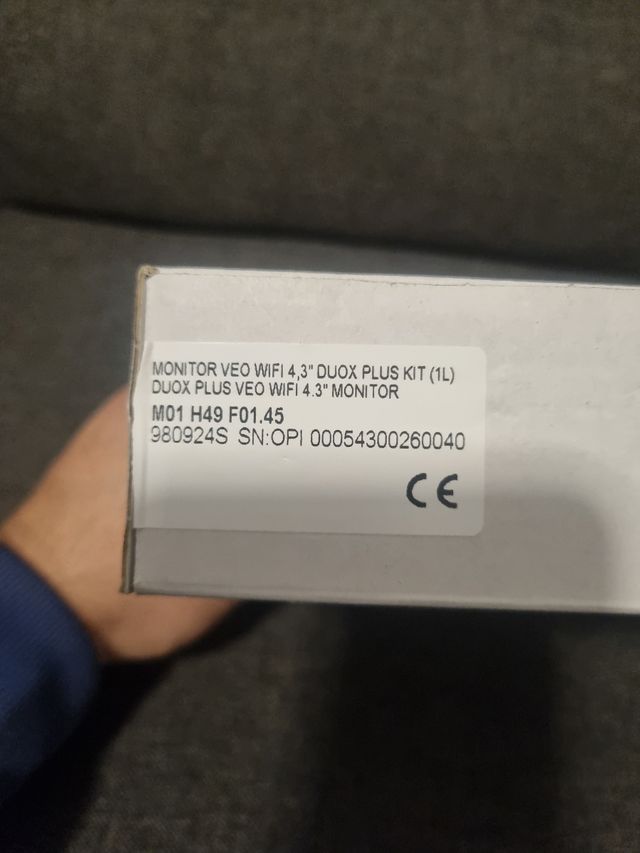 MONITOR VEO WIFI 4,3" DUOX PLUS KIT (1L)
DUOX PLUS VEO WIFI 4.3" MONITOR
M01 H49 F01.45
980924S SN:OPI 00054300260040
CE